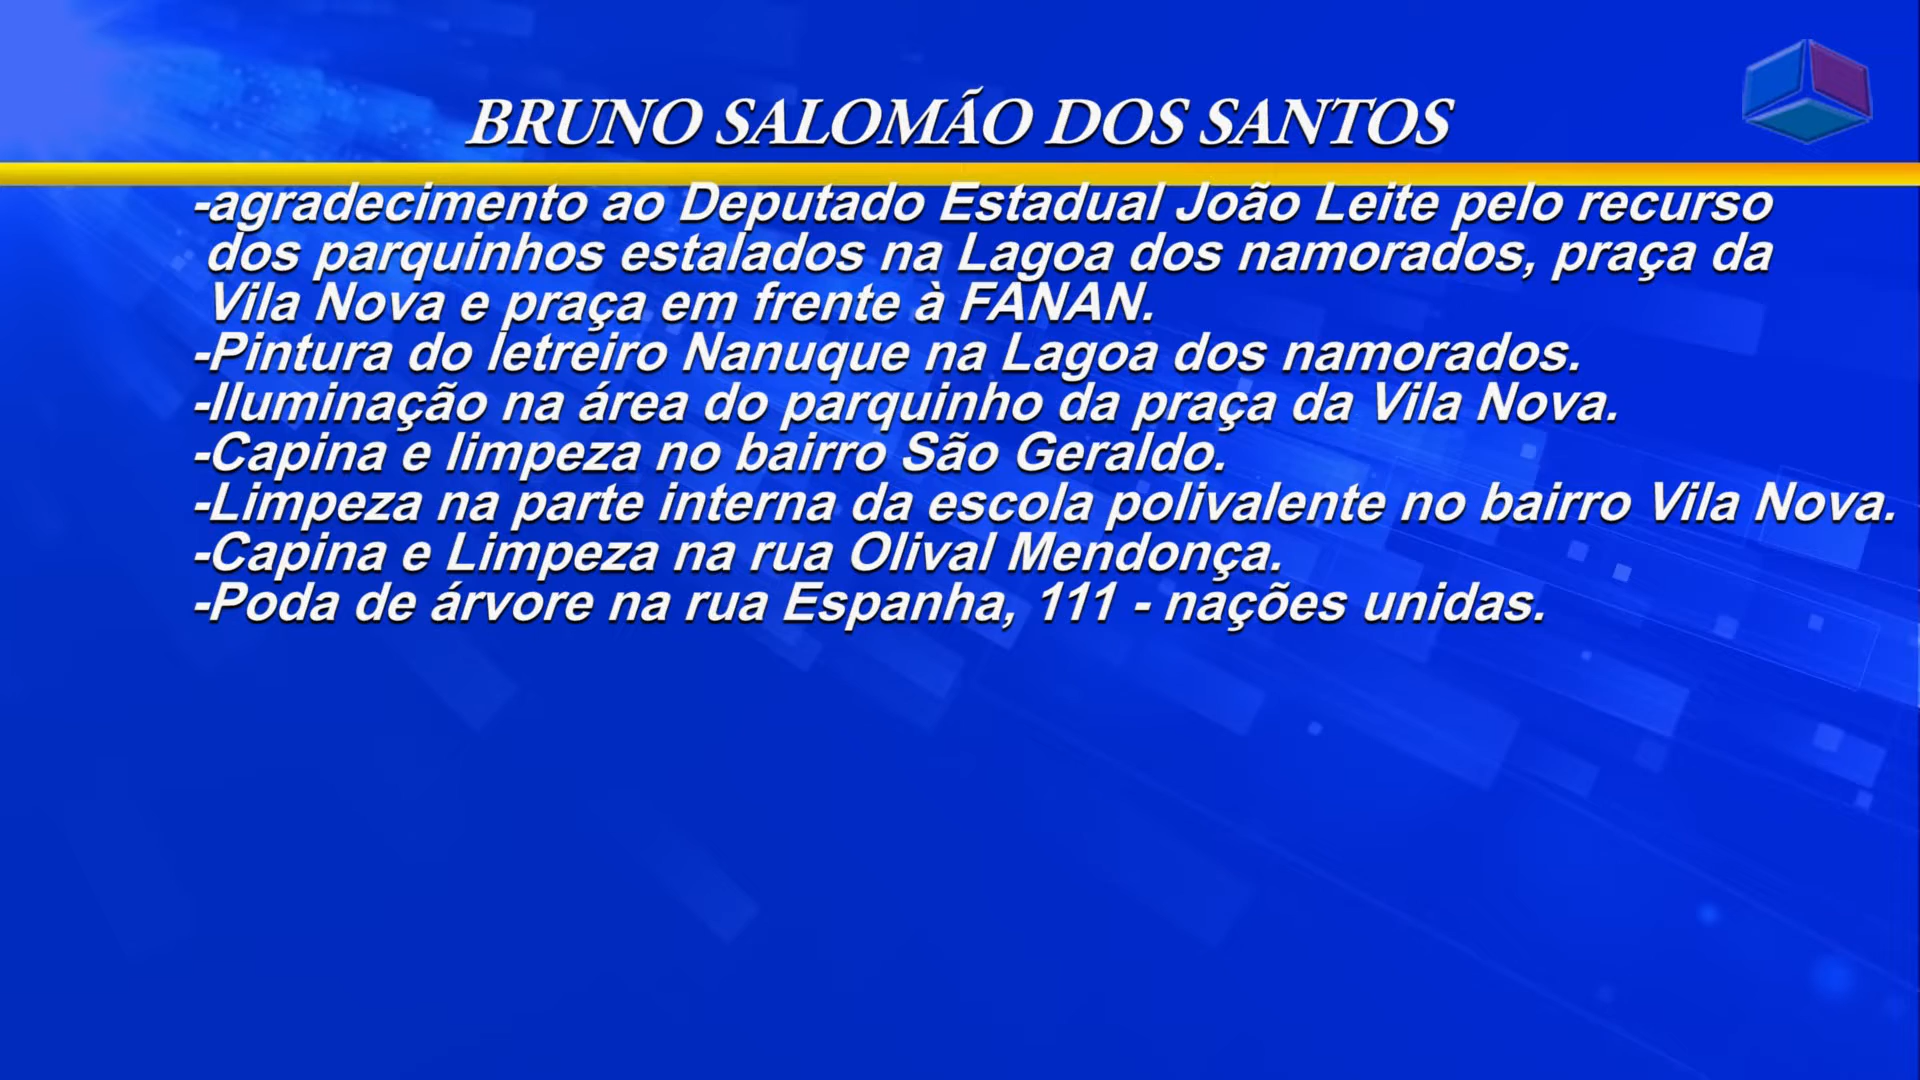 BRUNO SALOMÃO DOS SANTOS
-agradecimento ao Deputado Estadual João Leite pelo recurso
dos parquinhos estalados na Lagoa dos namorados, praça da
Vila Nova e praça em frente à FANAN.
-Pintura do letreiro Nanuque na Lagoa dos namorados.
-Iluminação na área do parquinho da praça da Vila Nova.
-Capina e limpeza no bairro São Geraldo.
-Limpeza na parte interna da escola polivalente no bairro Vila Nova.
-Capina e Limpeza na rua Olival Mendonça.
-Poda de árvore na rua Espanha, 111 - nações unidas.